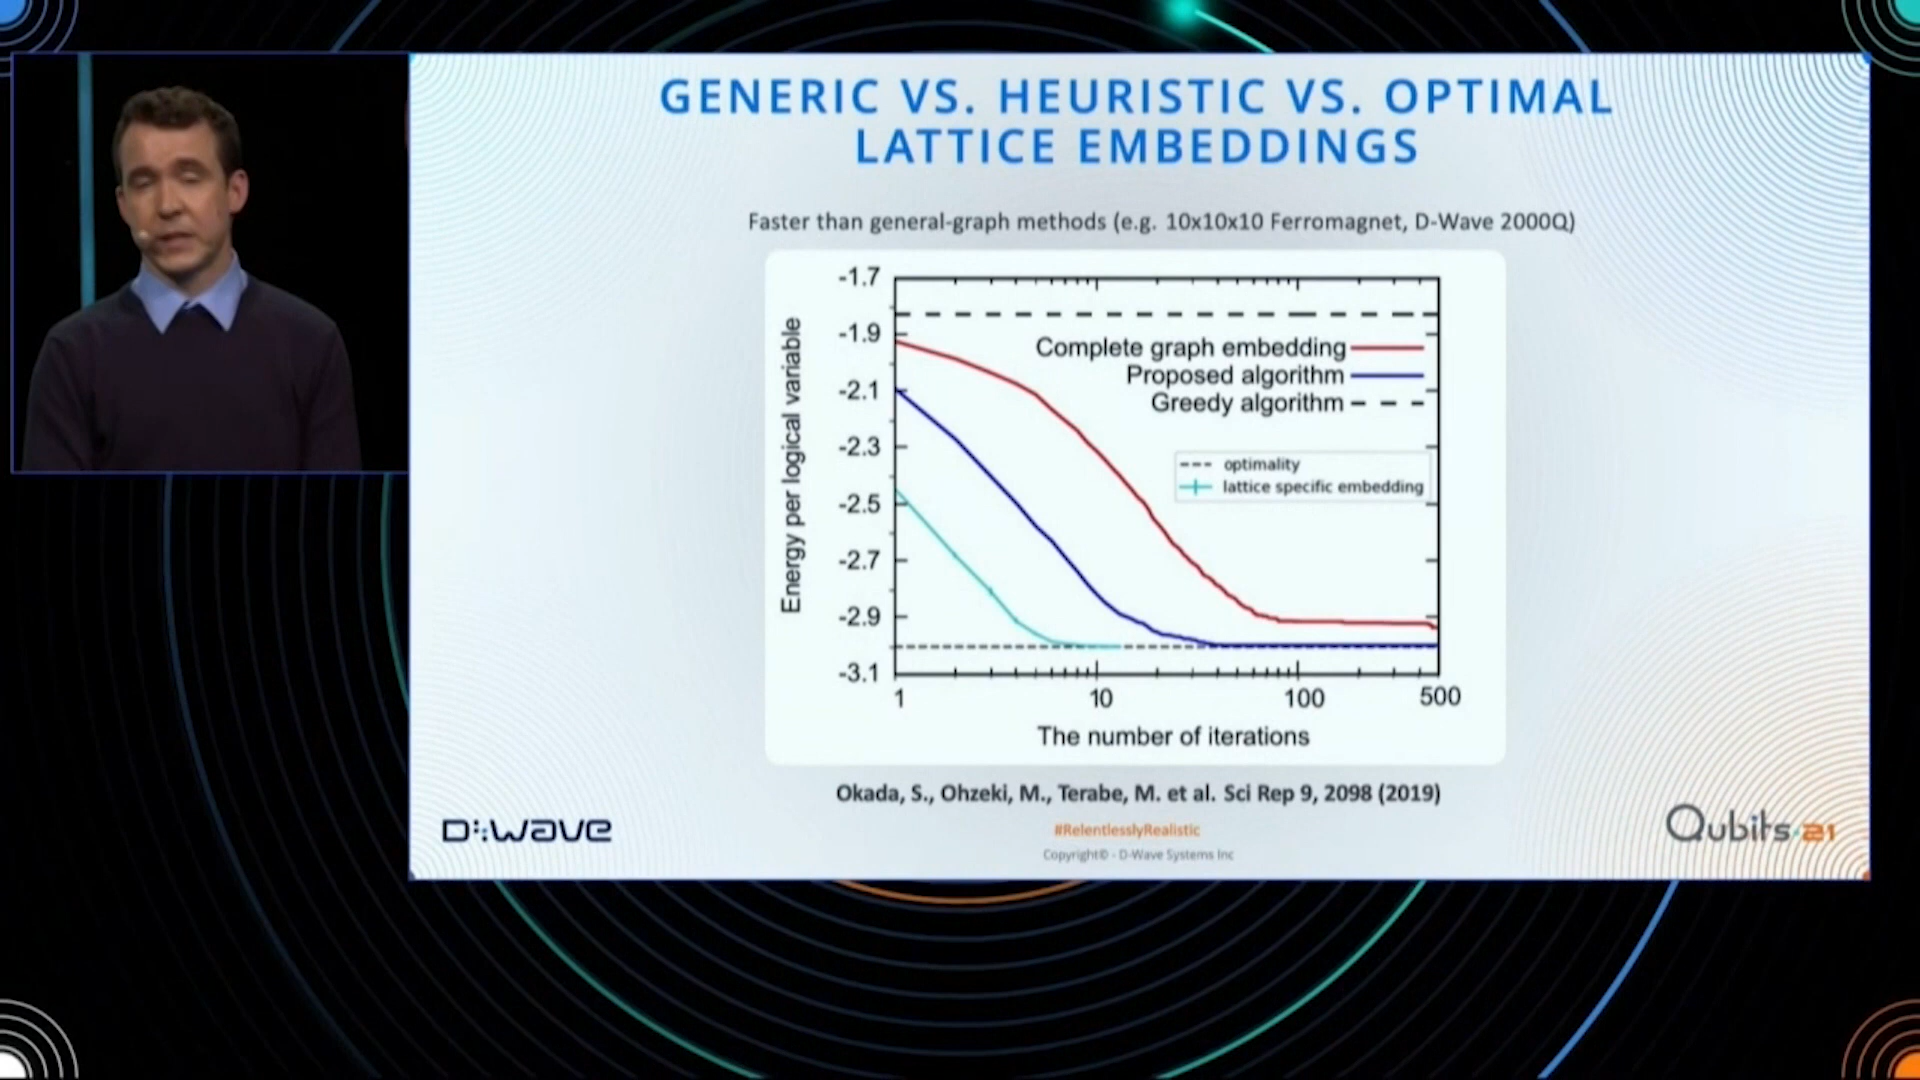 GENERIC VS. HEURISTIC VS. OPTIMAL
LATTICE EMBEDDINGS
Faster than general-graph methods (e.g. 10x10x10 Ferromagnet, D-Wave 2000Q)
-1.7
-1.9
-2.1
-2.3
-2.5
-2.7
-2.9
-3.1
Energy per logical variable
Complete graph embedding
Proposed algorithm
Greedy algorithm
optimality
lattice specific embedding
1 10 100 500
The number of iterations
Okada, S., Ohzeki, M., Terabe, M. et al. Sci Rep 9, 2098 (2019)
D:Wave
#RelentlesslyRealistic
Copyright© - D-Wave Systems Inc
Qubits 21